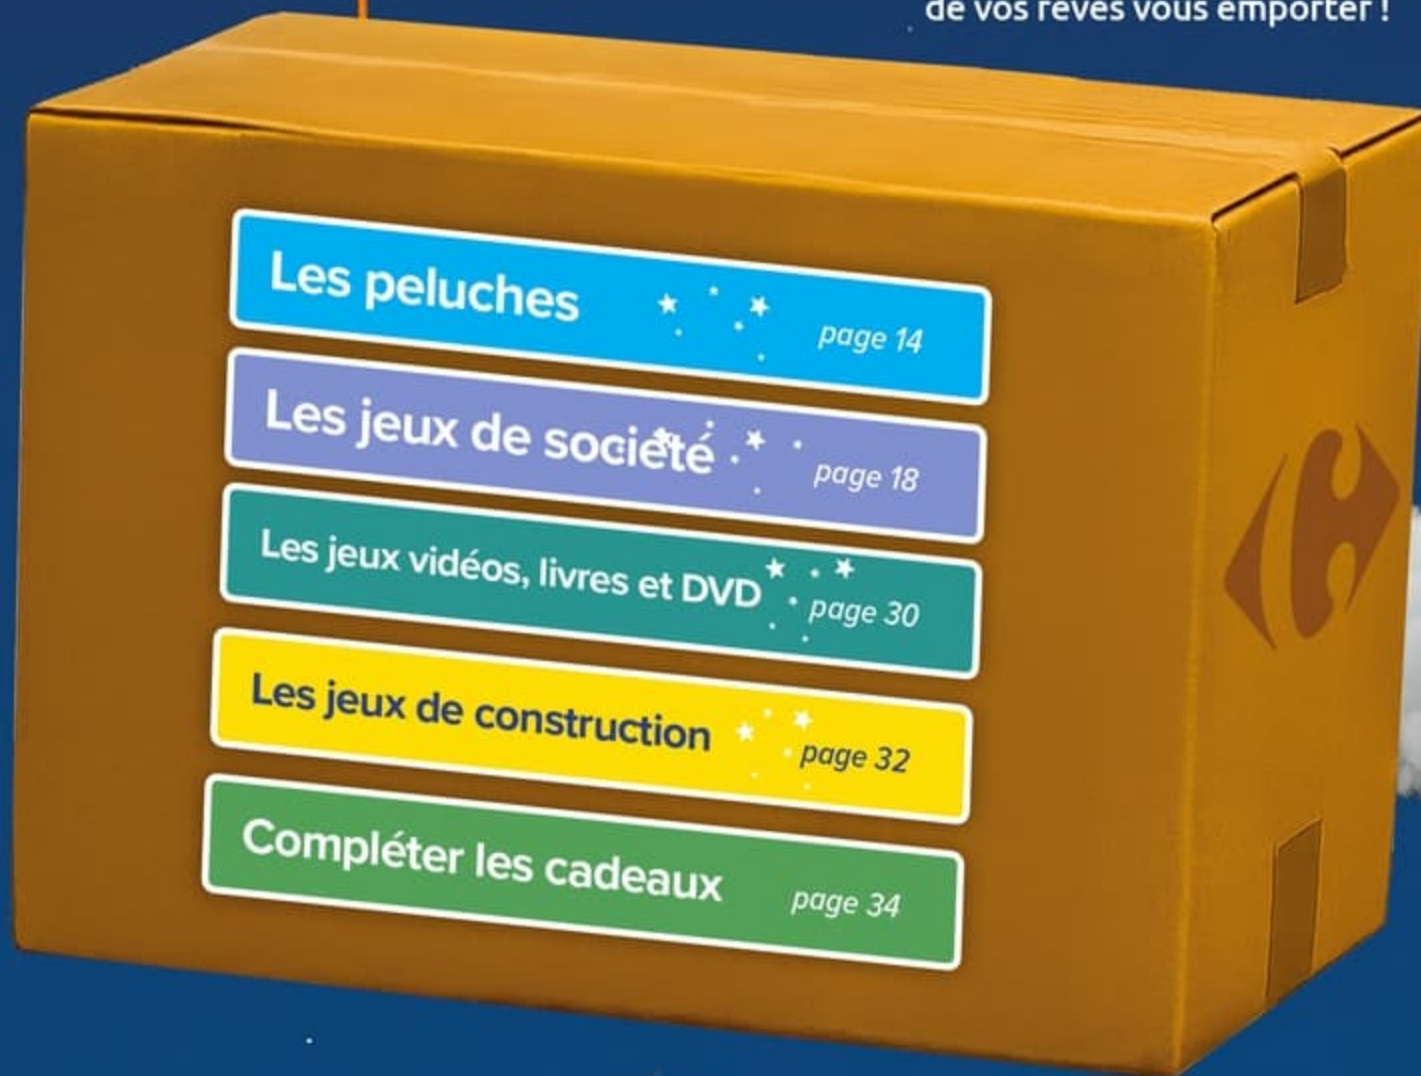 de vos rêves vous emporter !
Les peluches page 14
Les jeux de société page 18
Les jeux vidéos, livres et DVD page 30
Les jeux de construction page 32
Compléter les cadeaux page 34